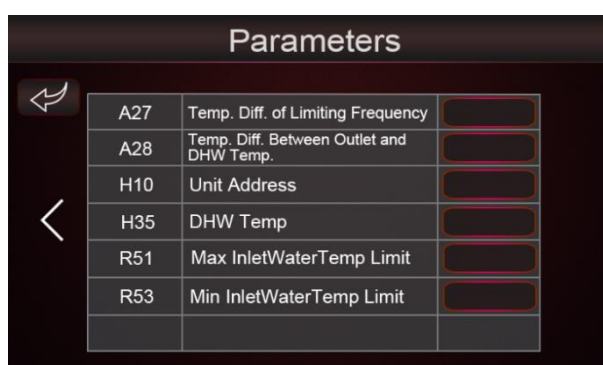 Parameters
A27 Temp. Diff. of Limiting Frequency
A28 Temp. Diff. Between Outlet and
DHW Temp.
H10 Unit Address
H35 DHW Temp
R51 Max InletWaterTemp Limit
R53 Min InletWaterTemp Limit